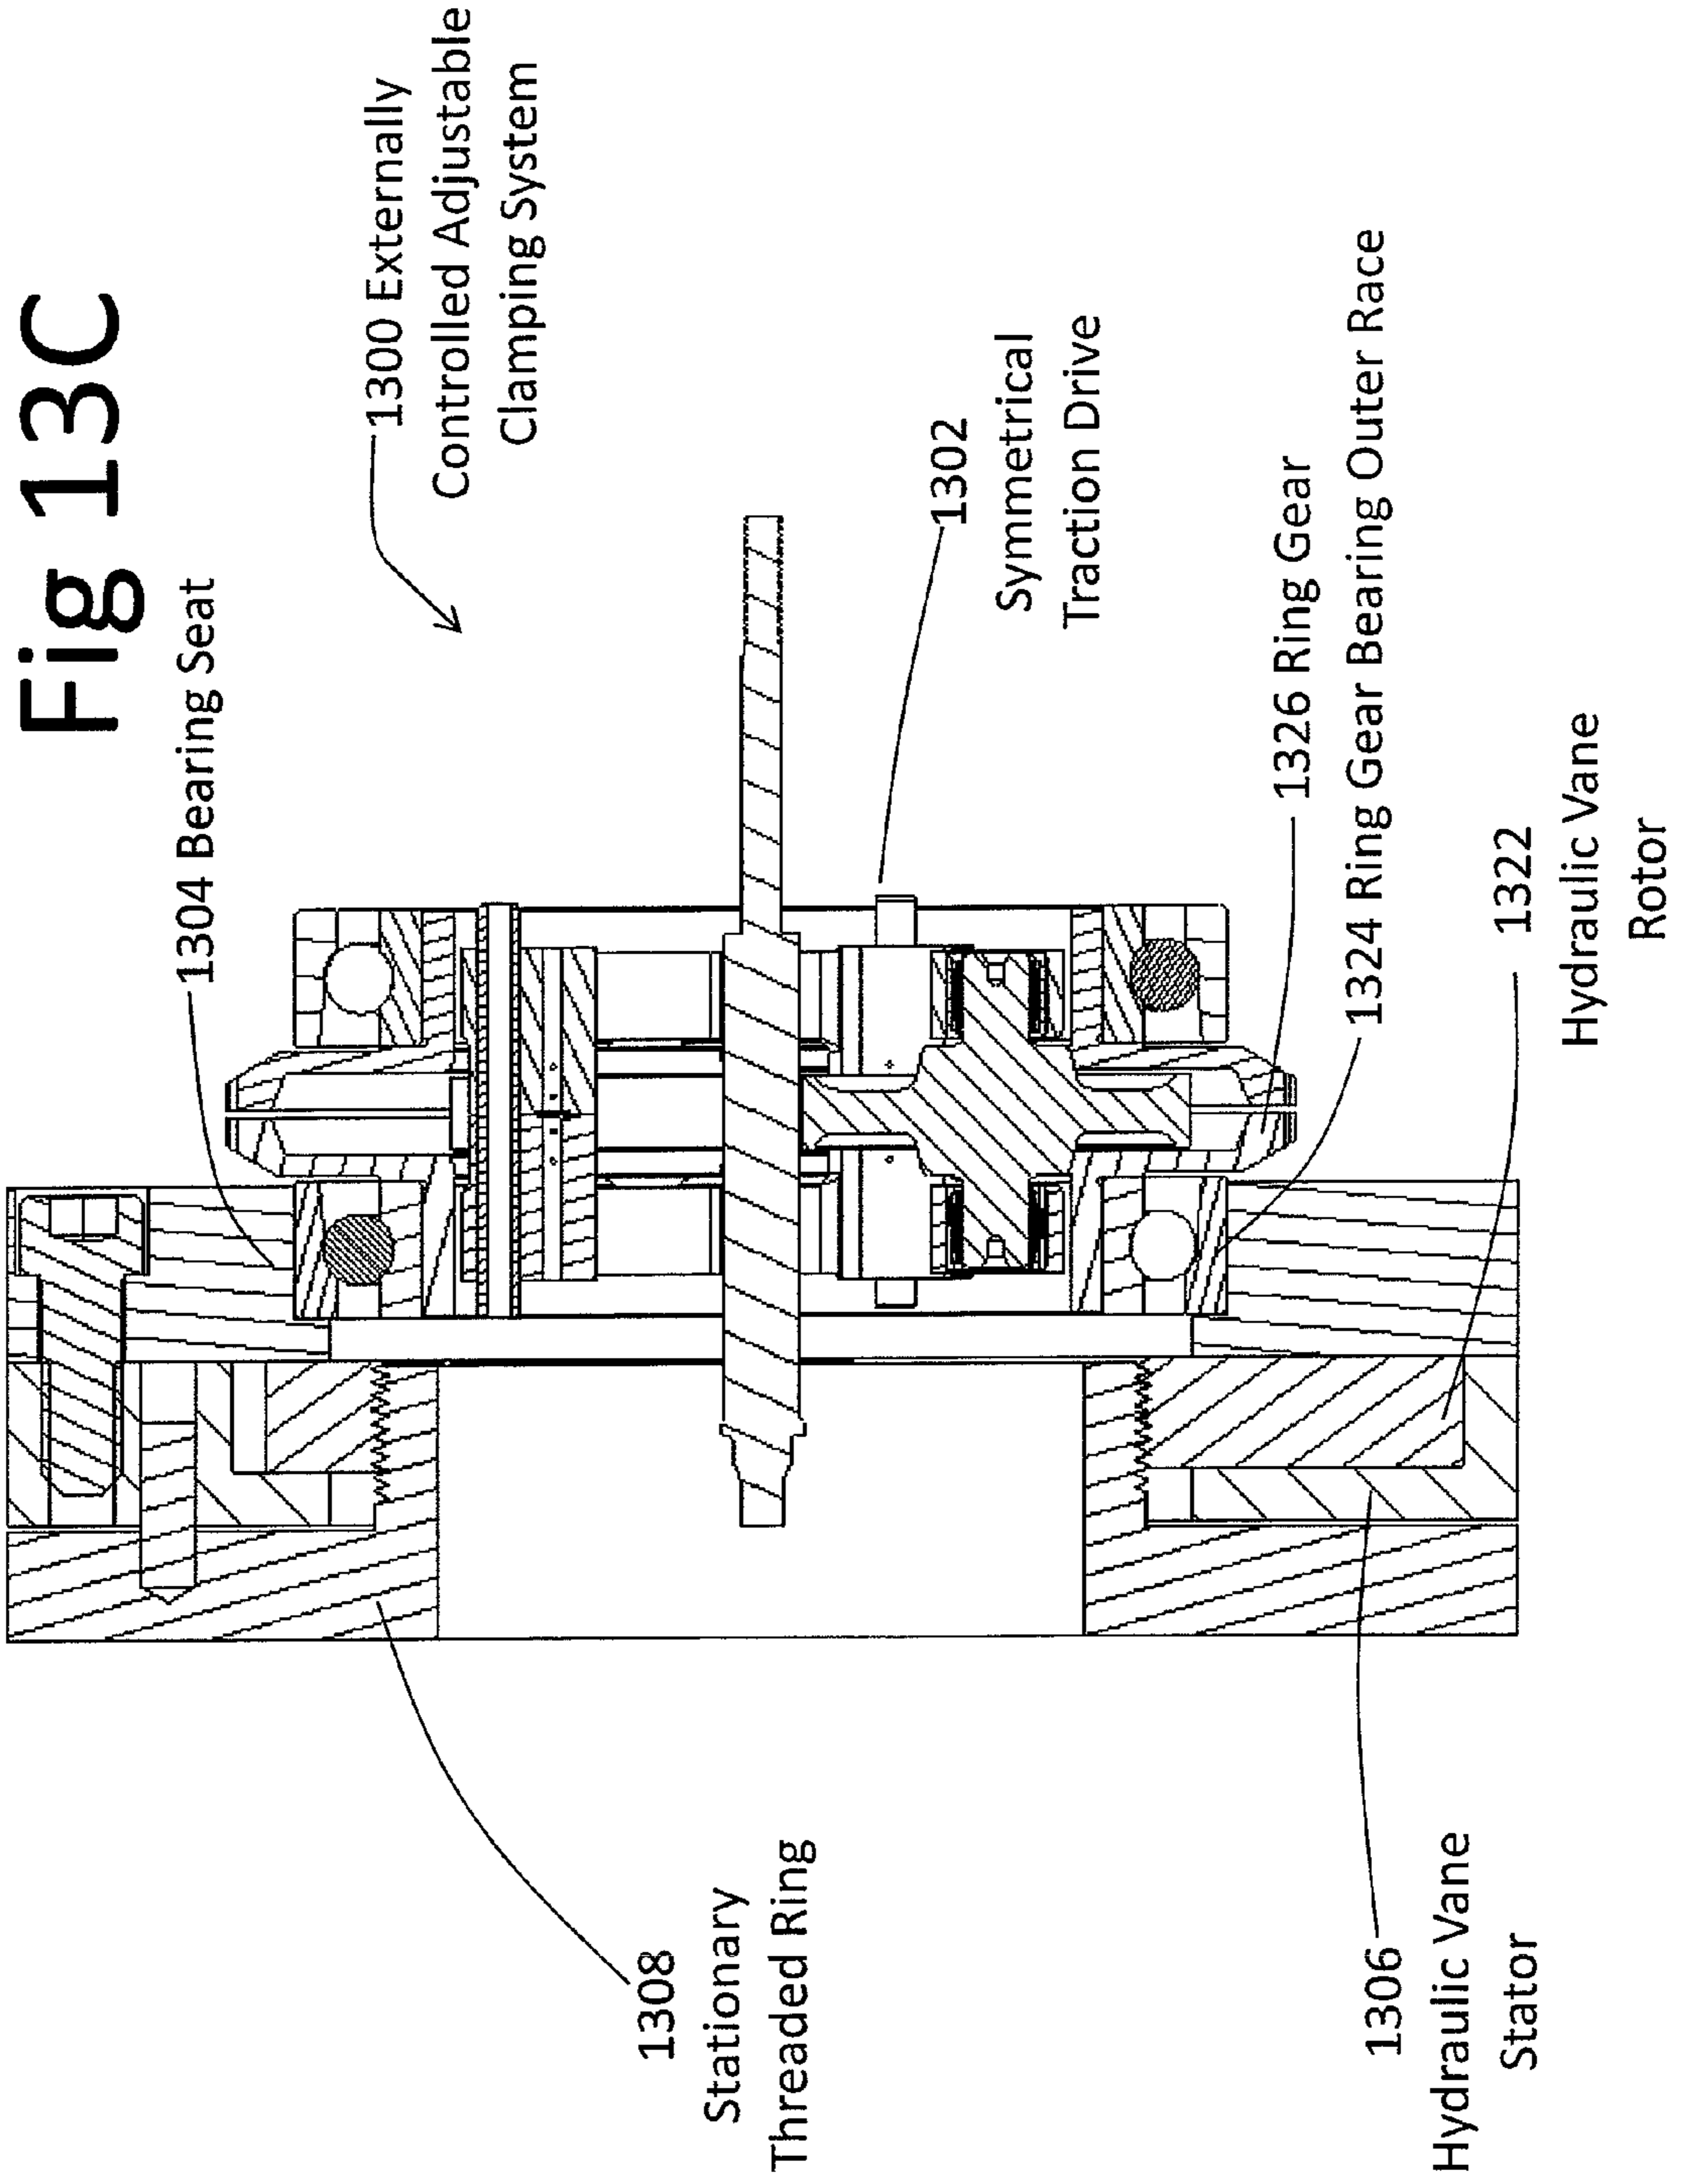 Fig 13C
1300 Externally
Controlled Adjustable
Clamping System
1304 Bearing Seat
1302
Symmetrical
Traction Drive
1326 Ring Gear
1324 Ring Gear Bearing Outer Race
1322
Hydraulic Vane
Rotor
1308
Stationary
Threaded Ring
1306
Hydraulic Vane
Stator